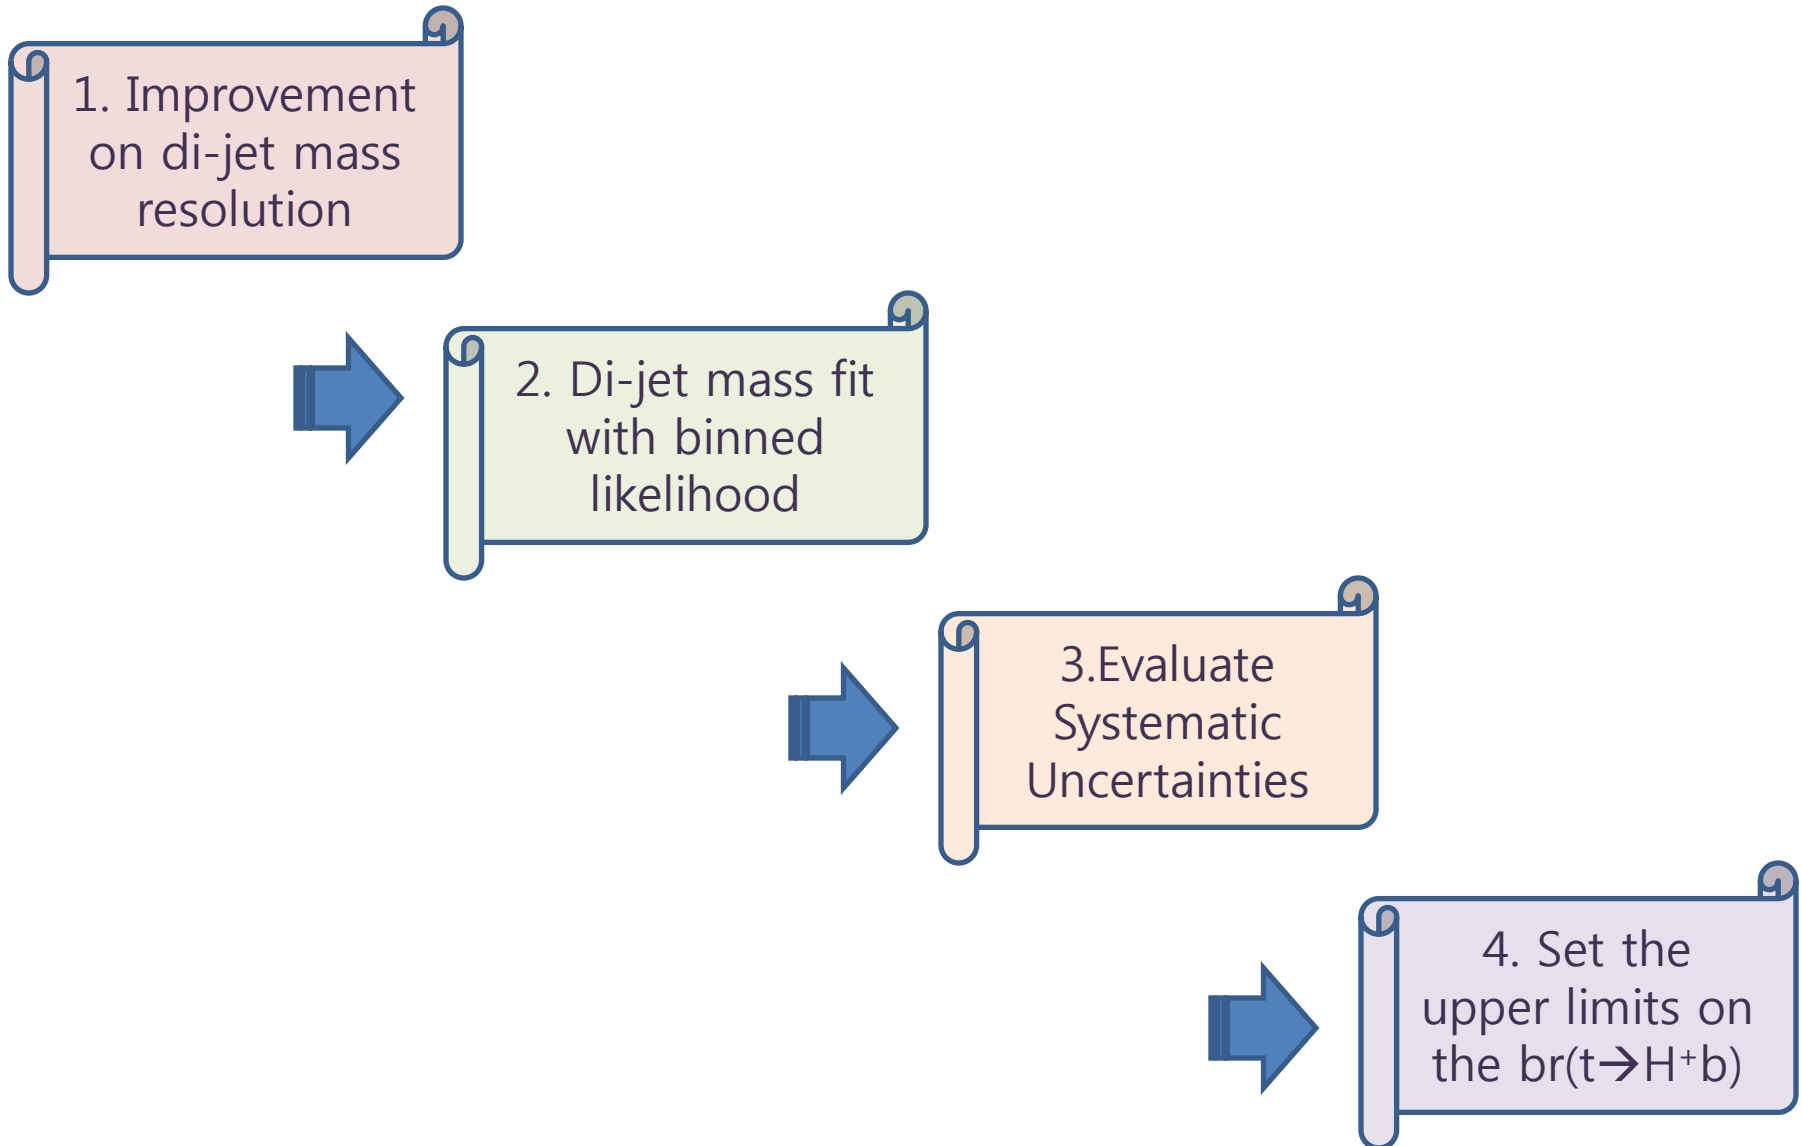 1. Improvement
on di-jet mass
resolution
2. Di-jet mass fit
with binned
likelihood
3.Evaluate
Systematic
Uncertainties
4. Set the
upper limits on
the br(t→H⁺b)